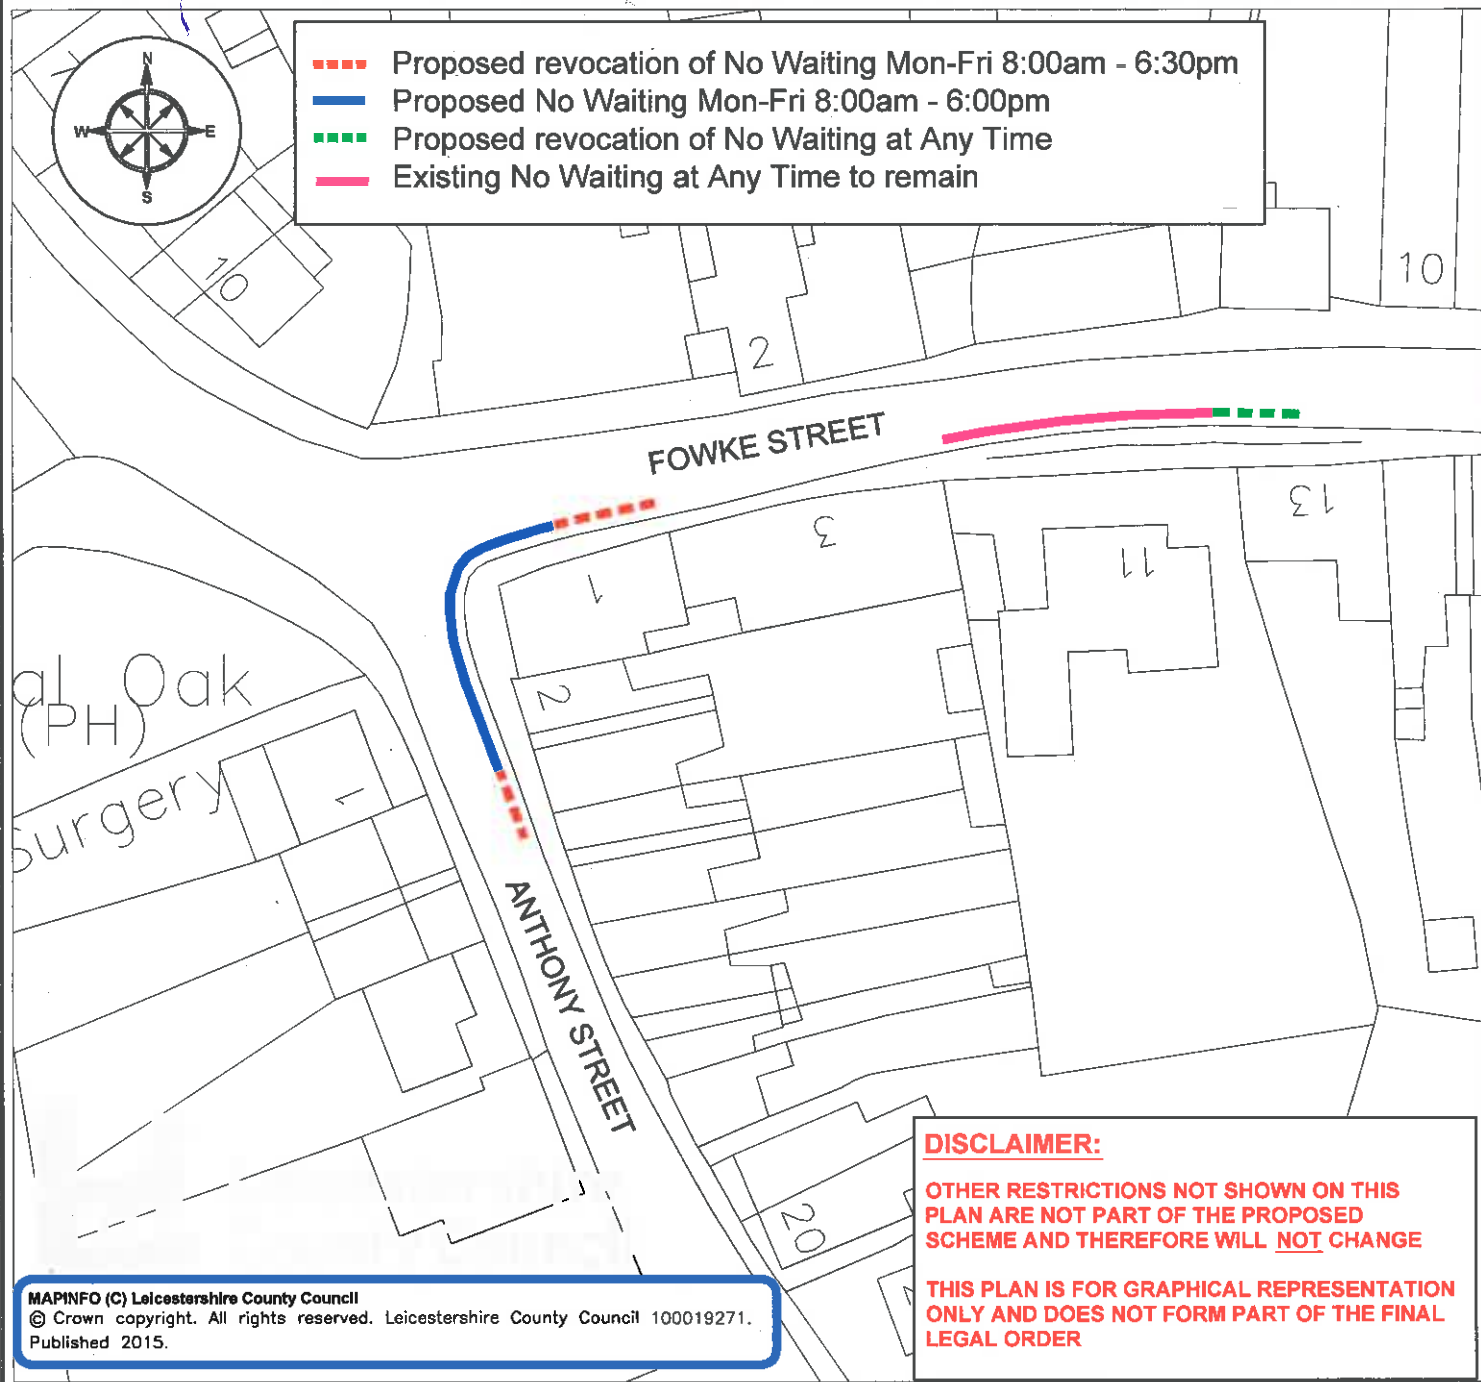 N
W E
S
Proposed revocation of No Waiting Mon-Fri 8:00am - 6:30pm
Proposed No Waiting Mon-Fri 8:00am - 6:00pm
Proposed revocation of No Waiting at Any Time
Existing No Waiting at Any Time to remain
10
10
2
FOWKE STREET
13
3
11
1
2
al Oak
(PH)
Surgery
1
ANTHONY STREET
20
DISCLAIMER:
OTHER RESTRICTIONS NOT SHOWN ON THIS
PLAN ARE NOT PART OF THE PROPOSED
SCHEME AND THEREFORE WILL NOT CHANGE
THIS PLAN IS FOR GRAPHICAL REPRESENTATION
ONLY AND DOES NOT FORM PART OF THE FINAL
LEGAL ORDER
MAPINFO (C) Leicestershire County Council
© Crown copyright. All rights reserved. Leicestershire County Council 100019271.
Published 2015.